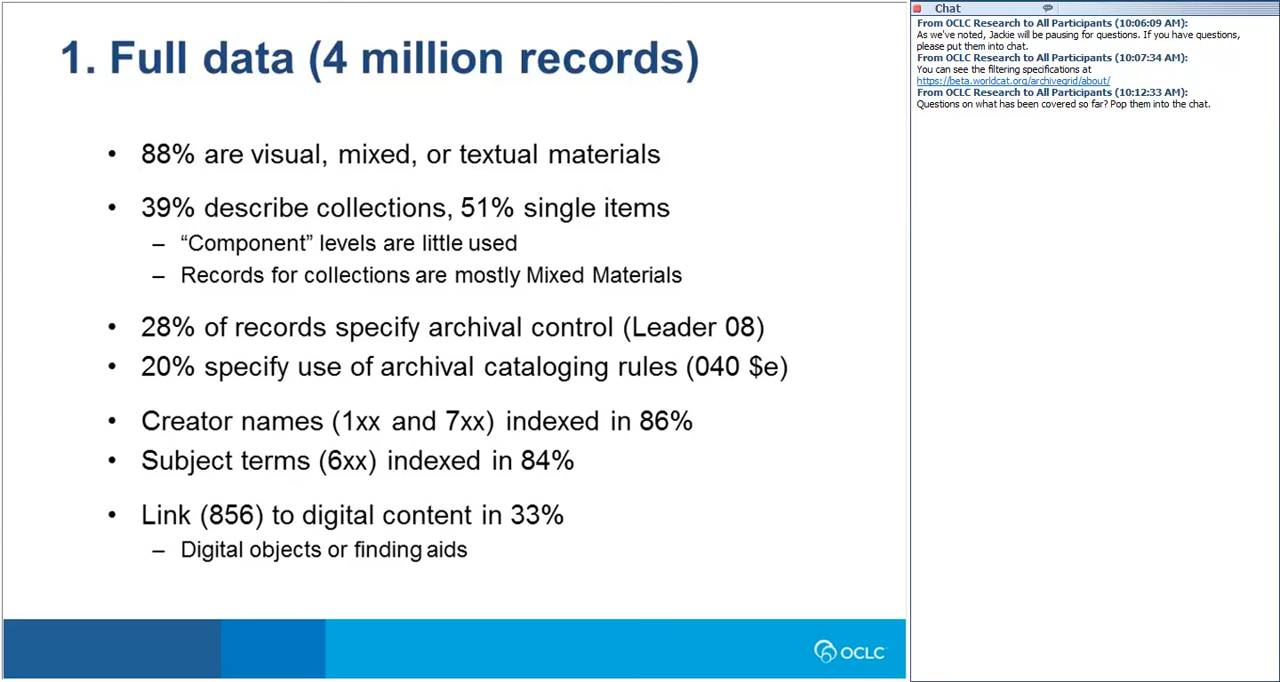 1. Full data (4 million records)
• 88% are visual, mixed, or textual materials
• 39% describe collections, 51% single items
– “Component” levels are little used
– Records for collections are mostly Mixed Materials
• 28% of records specify archival control (Leader 08)
• 20% specify use of archival cataloging rules (040 $e)
• Creator names (1xx and 7xx) indexed in 86%
• Subject terms (6xx) indexed in 84%
• Link (856) to digital content in 33%
– Digital objects or finding aids
OCLC
Chat
From OCLC Research to All Participants (10:06:09 AM):
As we've noted, Jackie will be pausing for questions. If you have questions,
please put them into chat.
From OCLC Research to All Participants (10:07:34 AM):
You can see the filtering specifications at
https://beta.worldcat.org/archivegrid/about/
From OCLC Research to All Participants (10:12:33 AM):
Questions on what has been covered so far? Pop them into the chat.